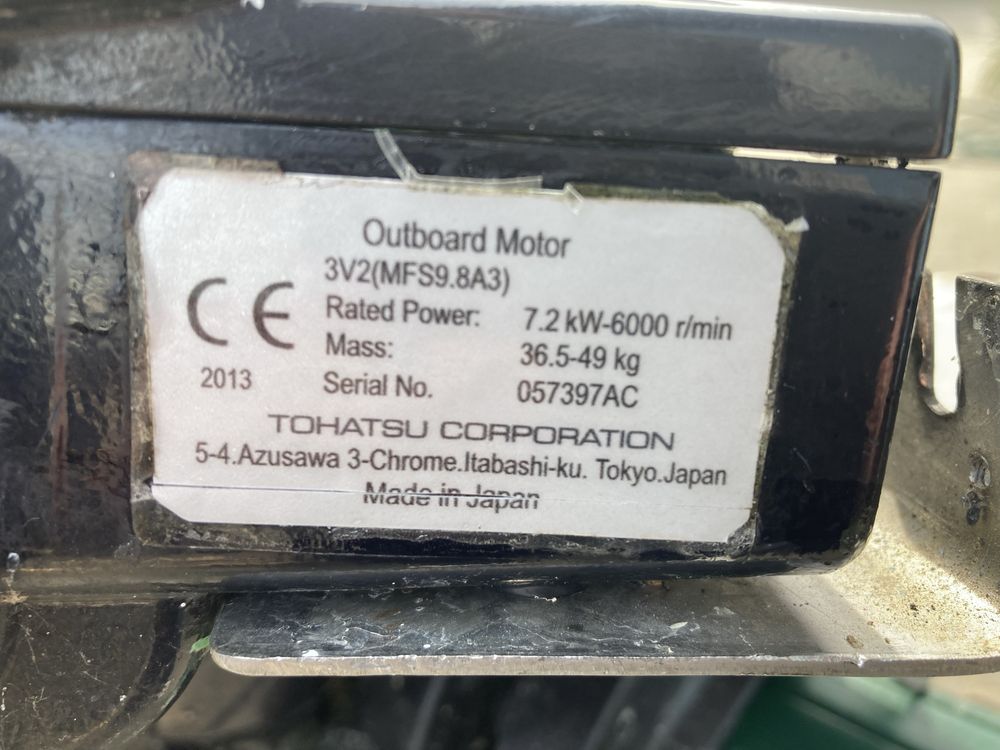 Outboard Motor
3V2(MFS9.8A3)
CE
Rated Power: 7.2 kW-6000 r/min
Mass: 36.5-49 kg
2013
Serial No. 057397AC
TOHATSU CORPORATION
5-4.Azusawa 3-Chrome.Itabashi-ku. Tokyo.Japan
Made in Japan